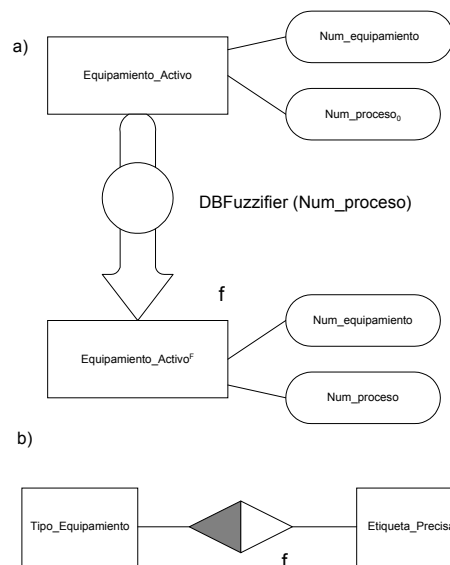 a)
Equipamiento_Activo
Num_equipamiento
Num_proceso₀
DBFuzzifier (Num_proceso)
f
Equipamiento_Activoᶠ
Num_equipamiento
Num_proceso
b)
Tipo_Equipamiento
f
Etiqueta_Precisa